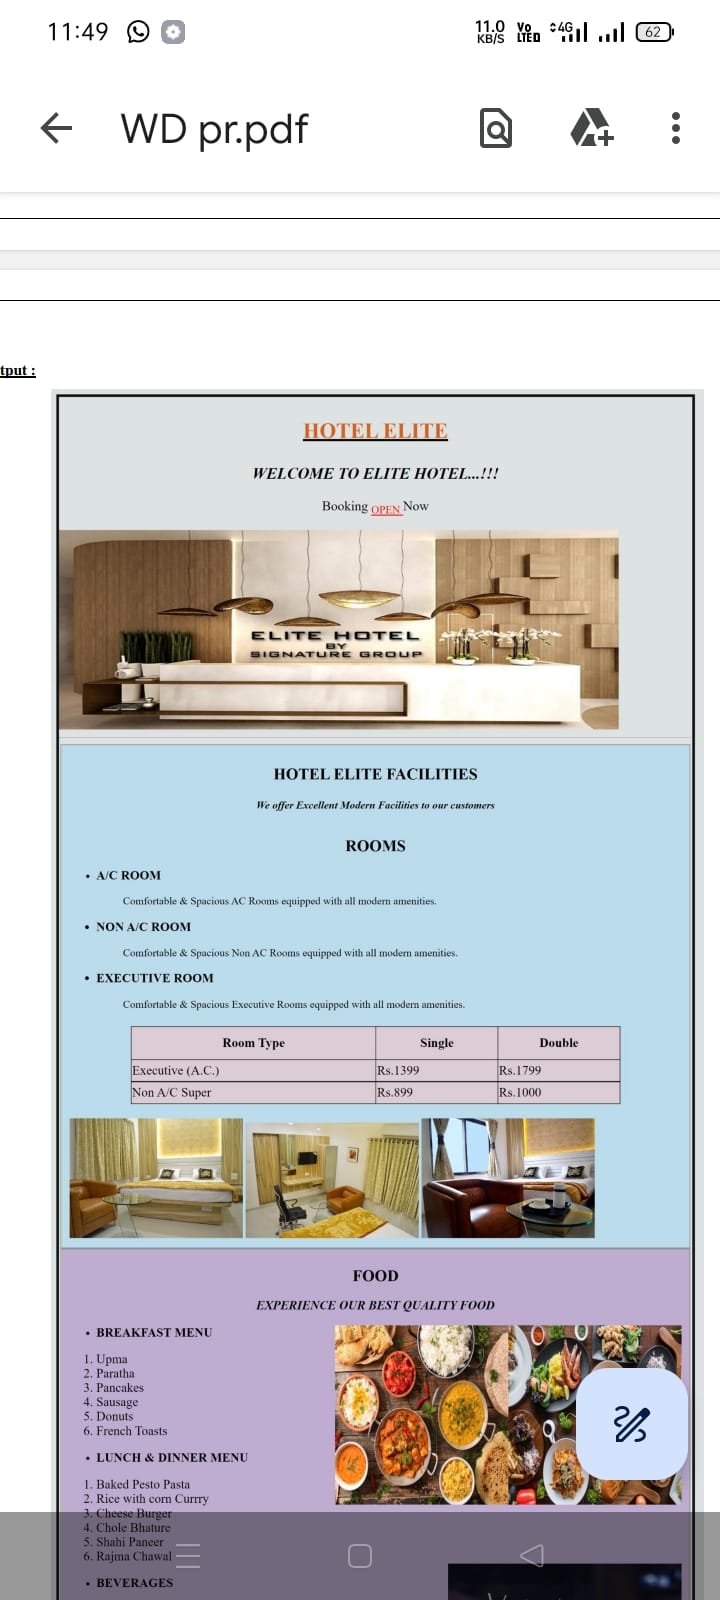 11:49
11.0 KB/S Vo LTED 4G 62
WD pr.pdf
tput :
HOTEL ELITE
WELCOME TO ELITE HOTEL...!!!
Booking OPEN Now
ELITE HOTEL
BY
SIGNATURE GROUP
HOTEL ELITE FACILITIES
We offer Excellent Modern Facilities to our customers
ROOMS
• A/C ROOM
Comfortable & Spacious AC Rooms equipped with all modern amenities.
• NON A/C ROOM
Comfortable & Spacious Non AC Rooms equipped with all modern amenities.
• EXECUTIVE ROOM
Comfortable & Spacious Executive Rooms equipped with all modern amenities.
Room Type Single Double
Executive (A.C.) Rs.1399 Rs.1799
Non A/C Super Rs.899 Rs.1000
FOOD
EXPERIENCE OUR BEST QUALITY FOOD
• BREAKFAST MENU
1. Upma
2. Paratha
3. Pancakes
4. Sausage
5. Donuts
6. French Toasts
• LUNCH & DINNER MENU
1. Baked Pesto Pasta
2. Rice with corn Currry
3. Cheese Burger
4. Chole Bhature
5. Shahi Paneer
6. Rajma Chawal
• BEVERAGES